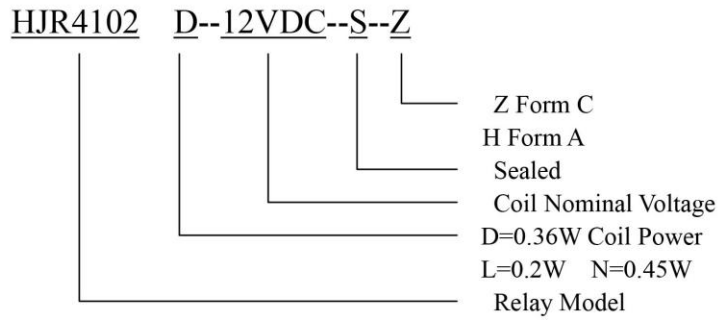 HJR4102 D--12VDC--S--Z
Z Form C
H Form A
Sealed
Coil Nominal Voltage
D=0.36W Coil Power
L=0.2W N=0.45W
Relay Model